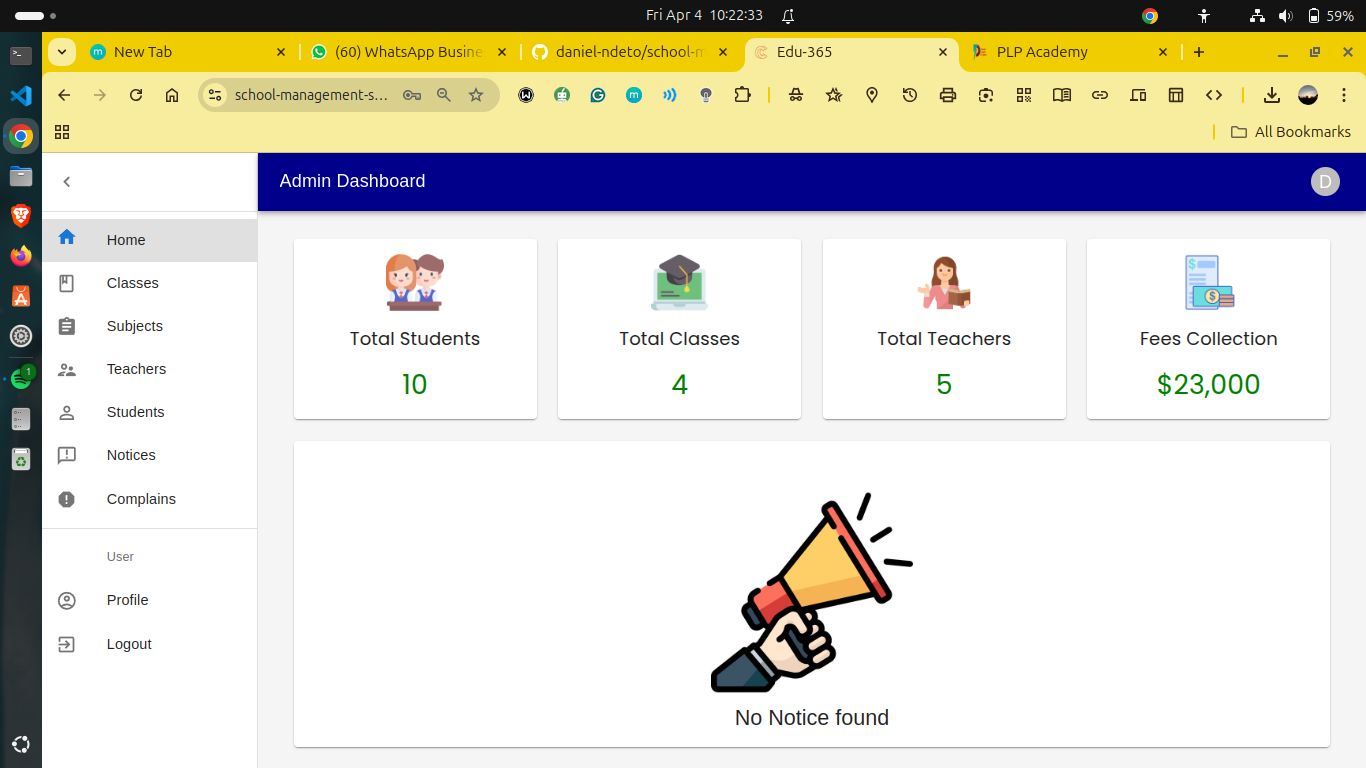 Fri Apr 4 10:22:33
59%
New Tab
(60) WhatsApp Busine
daniel-ndeto/school-m
Edu-365
PLP Academy
school-management-s...
All Bookmarks
Admin Dashboard
D
Home
Classes
Subjects
Teachers
Students
Notices
Complains
User
Profile
Logout
Total Students
10
Total Classes
4
Total Teachers
5
Fees Collection
$23,000
No Notice found
1